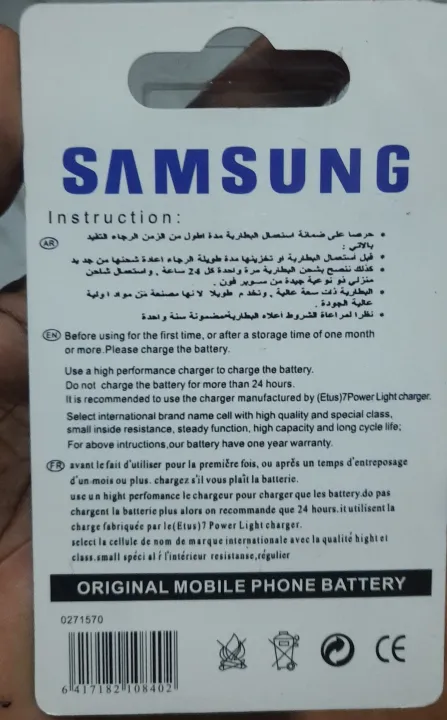 SAMSUNG
Instruction:
AR
• حرصا على ضمانة استعمال البطارية مدة اطول من الزمن الرجاء التقيد
بالاتي :
• قبل استعمال البطارية او تخزينها مدة طويلة الرجاء اعادة شحنها من جديد
• كذلك ننصح بشحن البطارية مرة واحدة كل 24 ساعة , واستعمال شاحن
منزلي ذو نوعية جيدة من سوبر فون .
• البطارية ذات سعة عالية , وتخدم طويلا لانها مصنعة من مواد اولية
عالية الجودة .
• نظرا لمراعاة الشروط اعلاه البطاريةمضمونة سنة واحدة
EN Before using for the first time, or after a storage time of one month
or more.Please charge the battery.
Use a high performance charger to charge the battery.
Do not charge the battery for more than 24 hours.
It is recommended to use the charger manufactured by (Etus)7Power Light charger.
Select international brand name cell with high quality and special class,
small inside resistance, steady function, high capacity and long cycle life;
For above intructions,our battery have one year warranty.
FR avant le fait d'utiliser pour la première fois, ou après un temps d'entreposage
d'un mois ou plus. chargez s'il vous plaît la batterie.
use un hight perfomance le chargeur pour charger que les battery.do pas
chargent la batterie plus alors on recommande que 24 hours.it utilisent la
charge fabriquée par le(Etus)7 Power Light charger.
select la cellule de nom de marque internationale avec la qualité hight et
class.small spéci al ŕ l'intérieur resistanse,régulier
ORIGINAL MOBILE PHONE BATTERY
0271570
6 417182 108402
CE